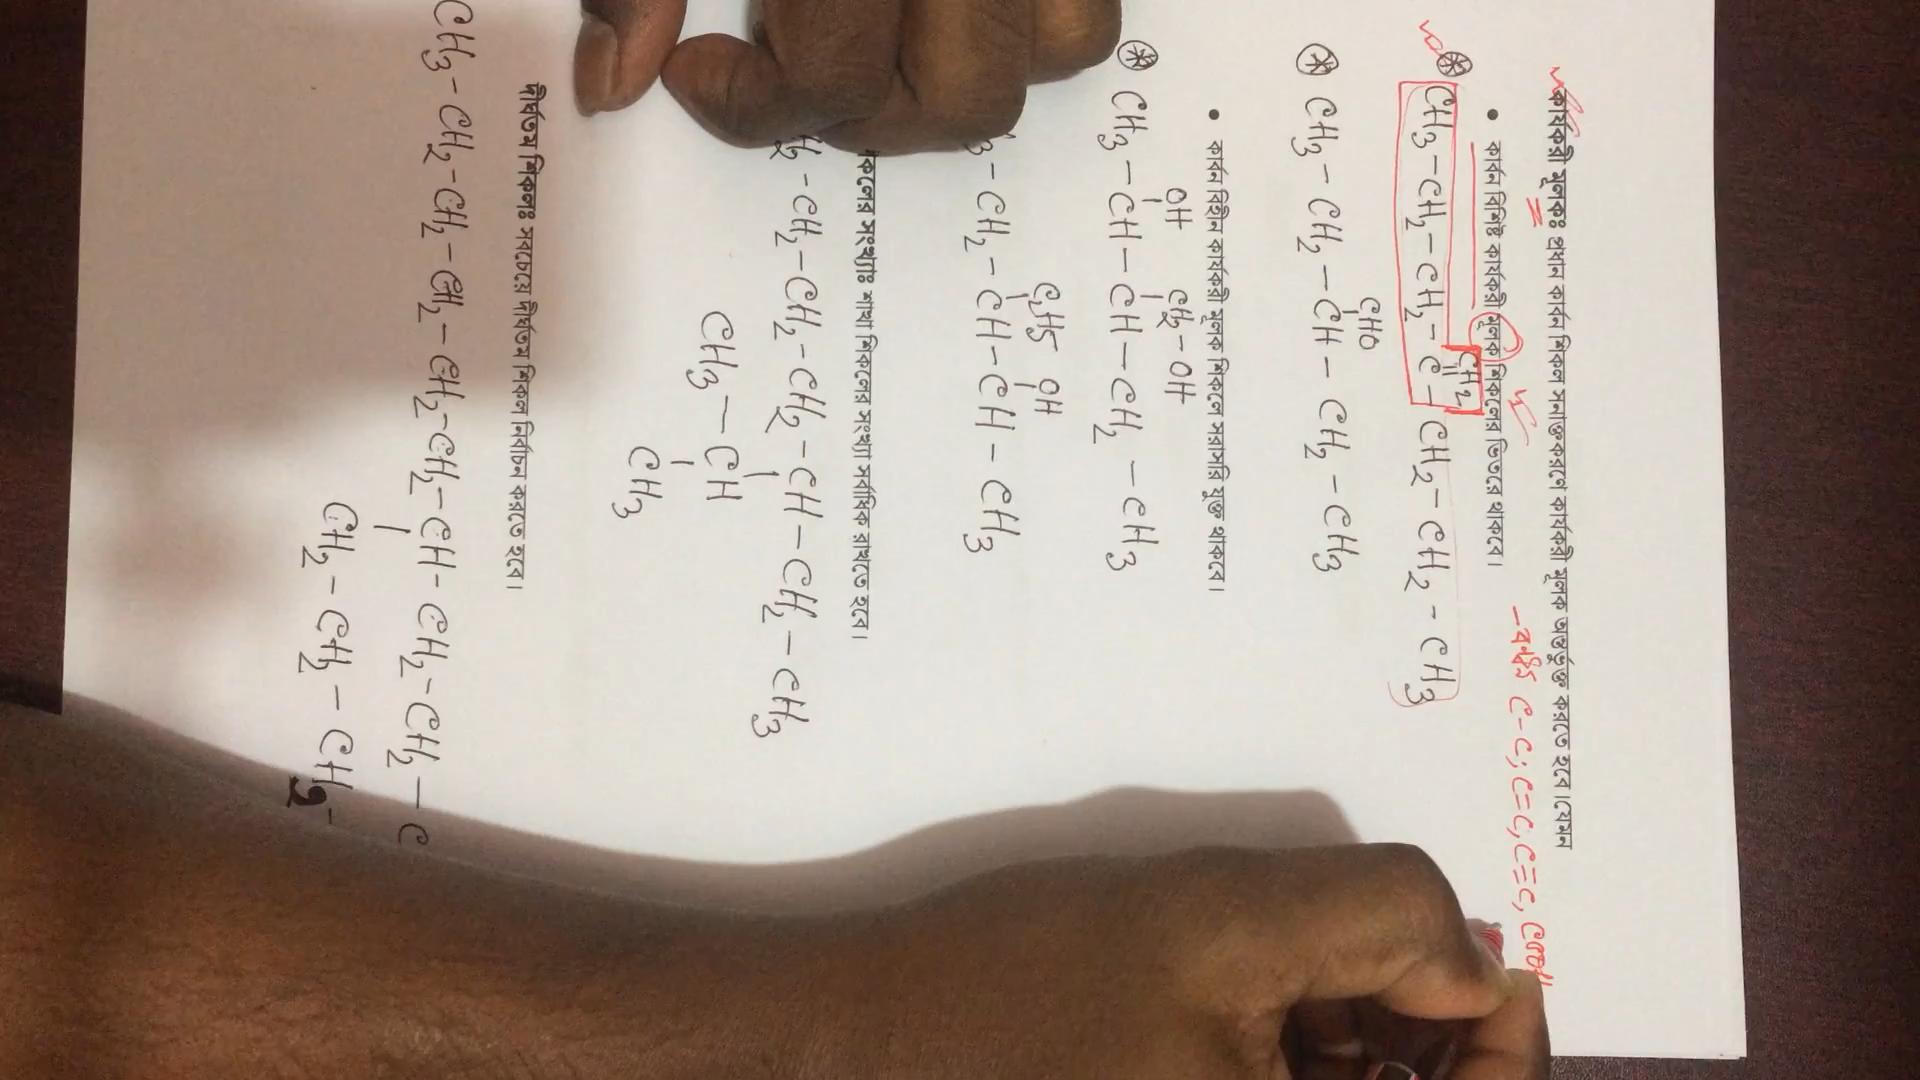 কার্যকরী মূলকঃ প্রধান কার্বন শিকল সনাক্তকরণে কার্যকরী মূলক অন্তর্ভুক্ত করতে হবে।যেমন
C-C; C=C, C≡C, COOH
• কার্বন বিশিষ্ট কার্যকরী মূলক শিকলের ভিতরে থাকবে।
CH2
CH3-CH2-CH2-C-CH2-CH2-CH3
CHO
CH3-CH2-CH-CH2-CH3
• কার্বন বিহীন কার্যকরী মূলক শিকলে সরাসরি যুক্ত থাকবে।
OH CH2-OH
CH3-CH-CH-CH2-CH3
C2H5 OH
3-CH2-CH-CH-CH3
কলের সংখ্যাঃ শাখা শিকলের সংখ্যা সর্বাধিক রাখতে হবে।
2-CH2-CH2-CH2-CH-CH2-CH3
CH3-CH
CH3
দীর্ঘতম শিকলঃ সবচেয়ে দীর্ঘতম শিকল নির্বাচন করতে হবে।
CH3-CH2-CH2-CH2-CH2-CH2-CH-CH2-CH2-C
CH2-CH2-CH2-